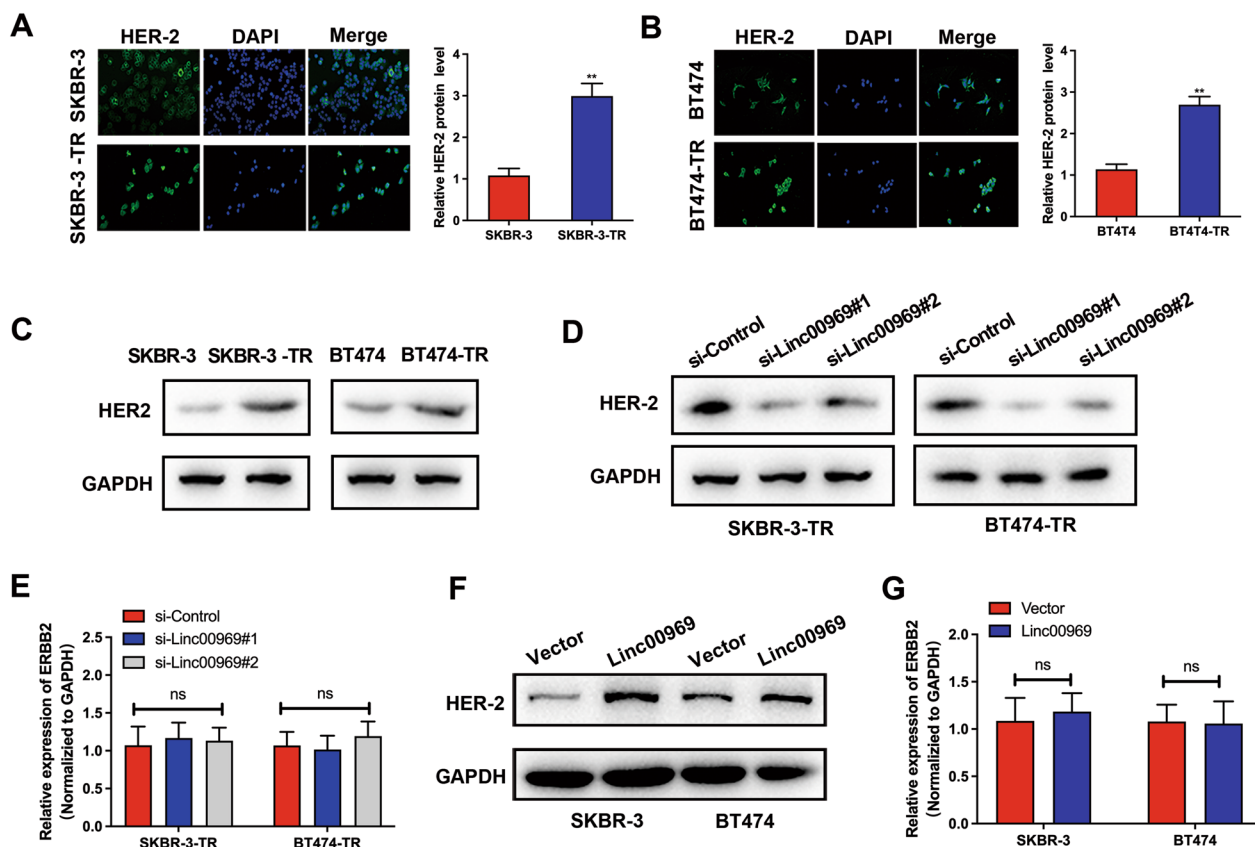 A
HER-2 DAPI Merge
SKBR-3
SKBR-3 -TR
Relative HER-2 protein level
4
3
2
1
0
**
SKBR-3 SKBR-3-TR
B
HER-2 DAPI Merge
BT474
BT474-TR
Relative HER-2 protein level
4
3
2
1
0
**
BT4T4 BT4T4-TR
C
SKBR-3 SKBR-3 -TR BT474 BT474-TR
HER2
GAPDH
D
si-Control si-Linc00969#1 si-Linc00969#2 si-Control si-Linc00969#1 si-Linc00969#2
HER-2
GAPDH
SKBR-3-TR BT474-TR
E
si-Control
si-Linc00969#1
si-Linc00969#2
Relative expression of ERBB2
(Normalizied to GAPDH)
2.5
2.0
1.5
1.0
0.5
0.0
ns ns
SKBR-3-TR BT474-TR
F
Vector Linc00969 Vector Linc00969
HER-2
GAPDH
SKBR-3 BT474
G
Vector
Linc00969
Relative expression of ERBB2
(Normalizied to GAPDH)
2.0
1.5
1.0
0.5
0.0
ns ns
SKBR-3 BT474